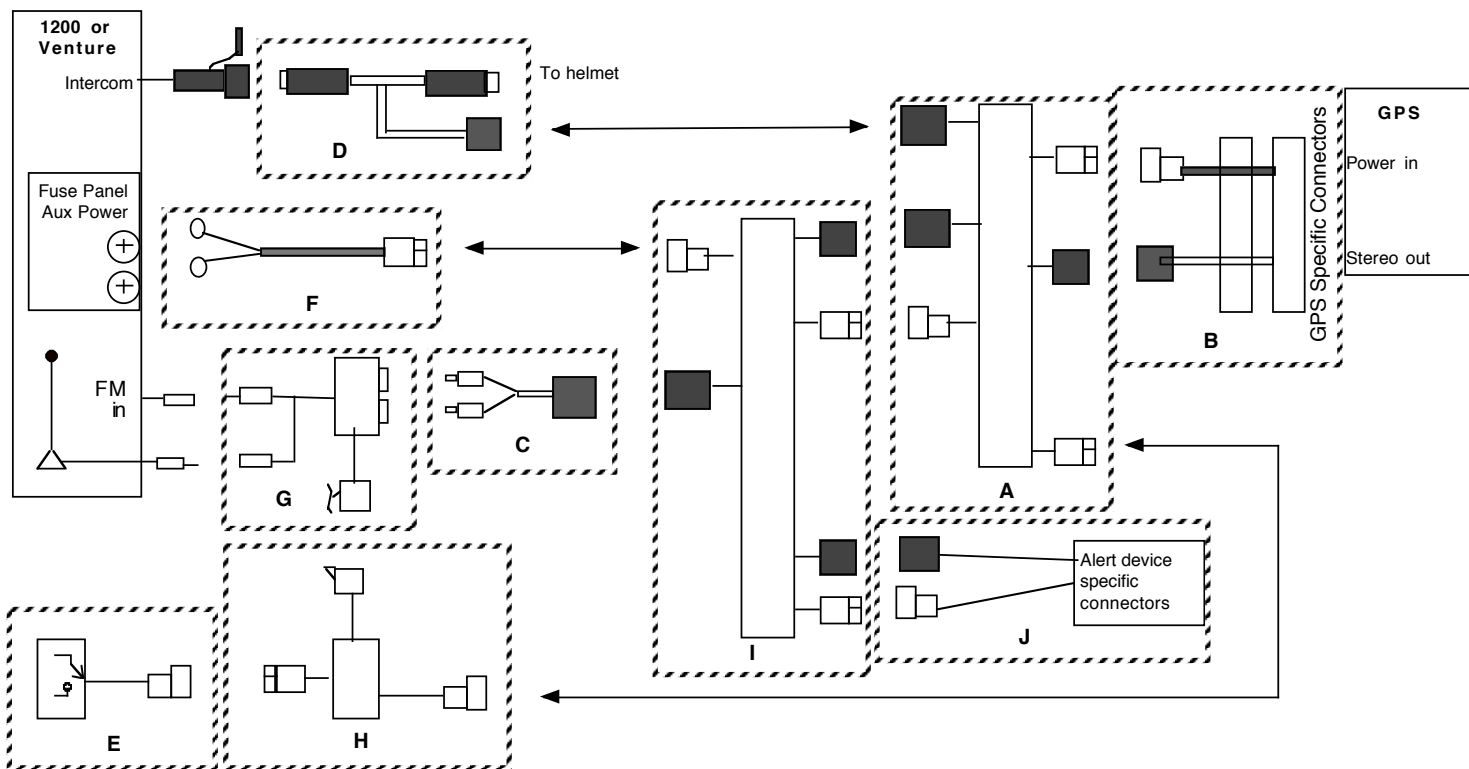 1200 or
Venture
Intercom
To helmet
D
Fuse Panel
Aux Power
F
FM
in
G
C
E
H
I
A
J
Alert device
specific
connectors
B
GPS Specific Connectors
GPS
Power in
Stereo out